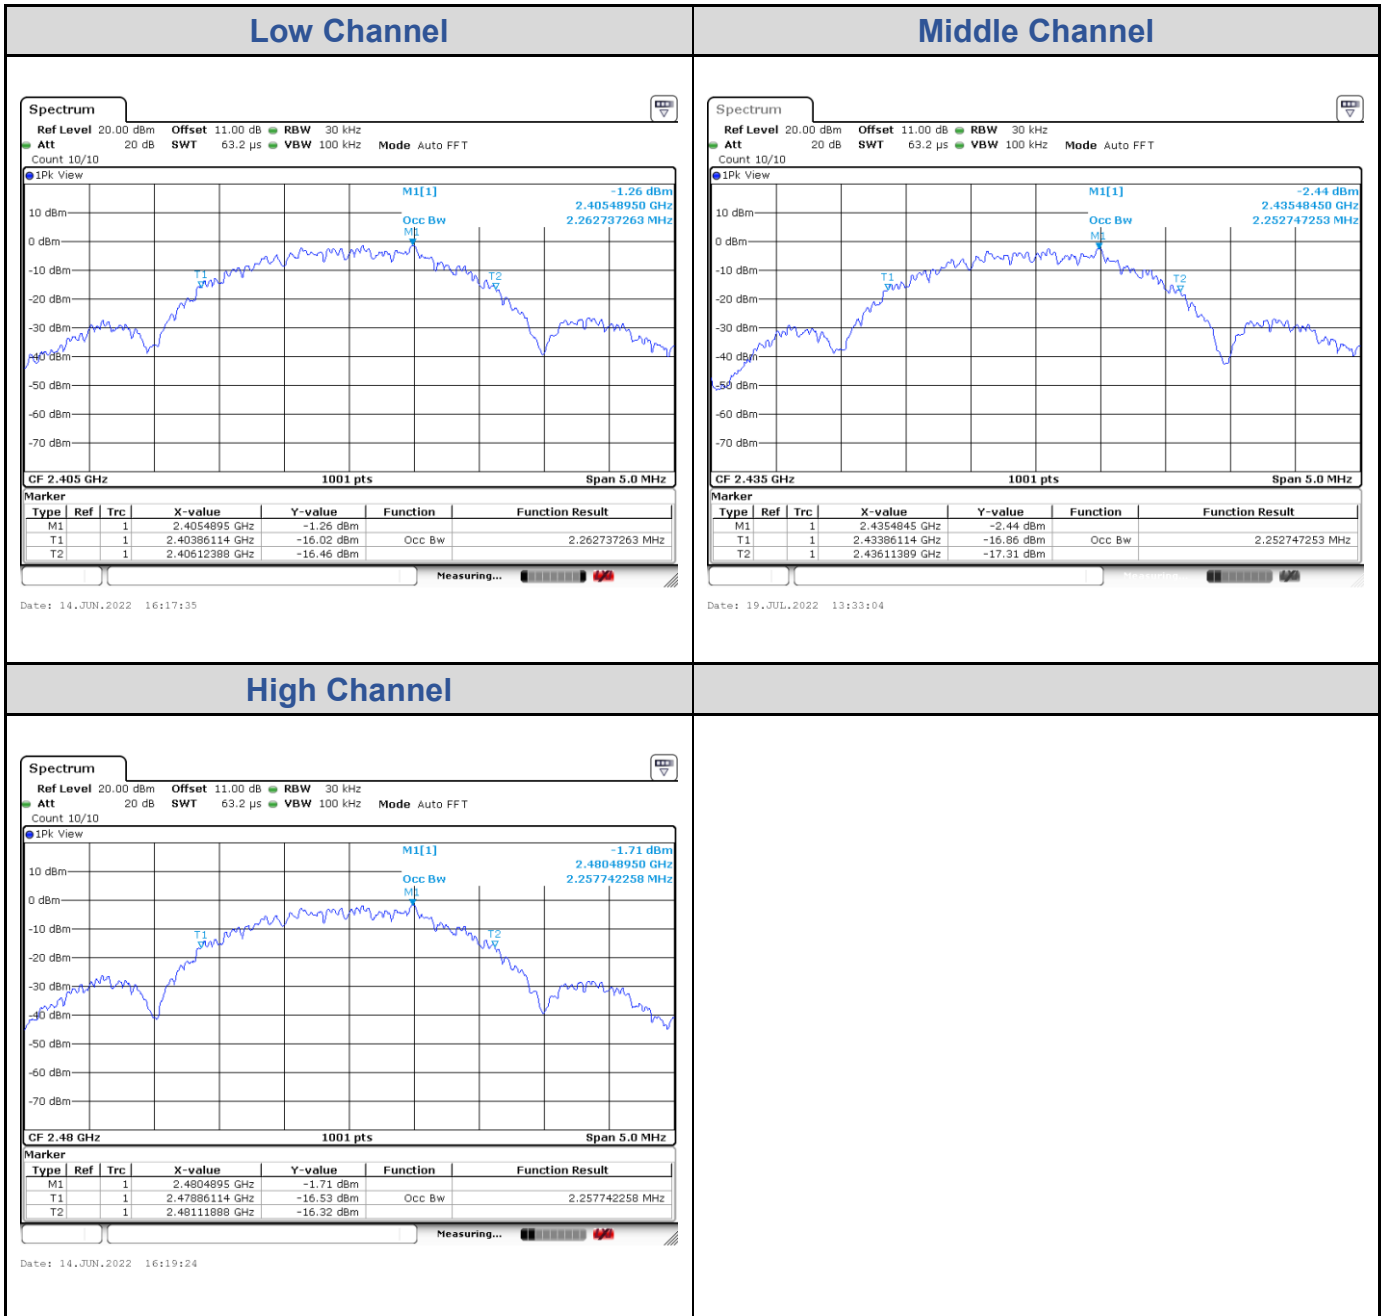 Low Channel
Middle Channel
Spectrum
Ref Level 20.00 dBm Offset 11.00 dB RBW 30 kHz
Att 20 dB SWT 63.2 µs VBW 100 kHz Mode Auto FFT
Count 10/10
1Pk View
M1[1] -1.26 dBm
2.40548950 GHz
Occ Bw 2.262737263 MHz
M1
T1
T2
10 dBm
0 dBm
-10 dBm
-20 dBm
-30 dBm
-40 dBm
-50 dBm
-60 dBm
-70 dBm
CF 2.405 GHz 1001 pts Span 5.0 MHz
Marker
Type Ref Trc X-value Y-value Function Function Result
M1 1 2.4054895 GHz -1.26 dBm
T1 1 2.40386114 GHz -16.02 dBm Occ Bw 2.262737263 MHz
T2 1 2.40612388 GHz -16.46 dBm
Measuring...
Date: 14.JUN.2022 16:17:35
Spectrum
Ref Level 20.00 dBm Offset 11.00 dB RBW 30 kHz
Att 20 dB SWT 63.2 µs VBW 100 kHz Mode Auto FFT
Count 10/10
1Pk View
M1[1] -2.44 dBm
2.43548450 GHz
Occ Bw 2.252747253 MHz
M1
T1
T2
10 dBm
0 dBm
-10 dBm
-20 dBm
-30 dBm
-40 dBm
-50 dBm
-60 dBm
-70 dBm
CF 2.435 GHz 1001 pts Span 5.0 MHz
Marker
Type Ref Trc X-value Y-value Function Function Result
M1 1 2.4354845 GHz -2.44 dBm
T1 1 2.43386114 GHz -16.86 dBm Occ Bw 2.252747253 MHz
T2 1 2.43611389 GHz -17.31 dBm
Measuring
Date: 19.JUL.2022 13:33:04
High Channel
Spectrum
Ref Level 20.00 dBm Offset 11.00 dB RBW 30 kHz
Att 20 dB SWT 63.2 µs VBW 100 kHz Mode Auto FFT
Count 10/10
1Pk View
M1[1] -1.71 dBm
2.48048950 GHz
Occ Bw 2.257742258 MHz
M1
T1
T2
10 dBm
0 dBm
-10 dBm
-20 dBm
-30 dBm
-40 dBm
-50 dBm
-60 dBm
-70 dBm
CF 2.48 GHz 1001 pts Span 5.0 MHz
Marker
Type Ref Trc X-value Y-value Function Function Result
M1 1 2.4804895 GHz -1.71 dBm
T1 1 2.47886114 GHz -16.53 dBm Occ Bw 2.257742258 MHz
T2 1 2.48111888 GHz -16.32 dBm
Measuring...
Date: 14.JUN.2022 16:19:24